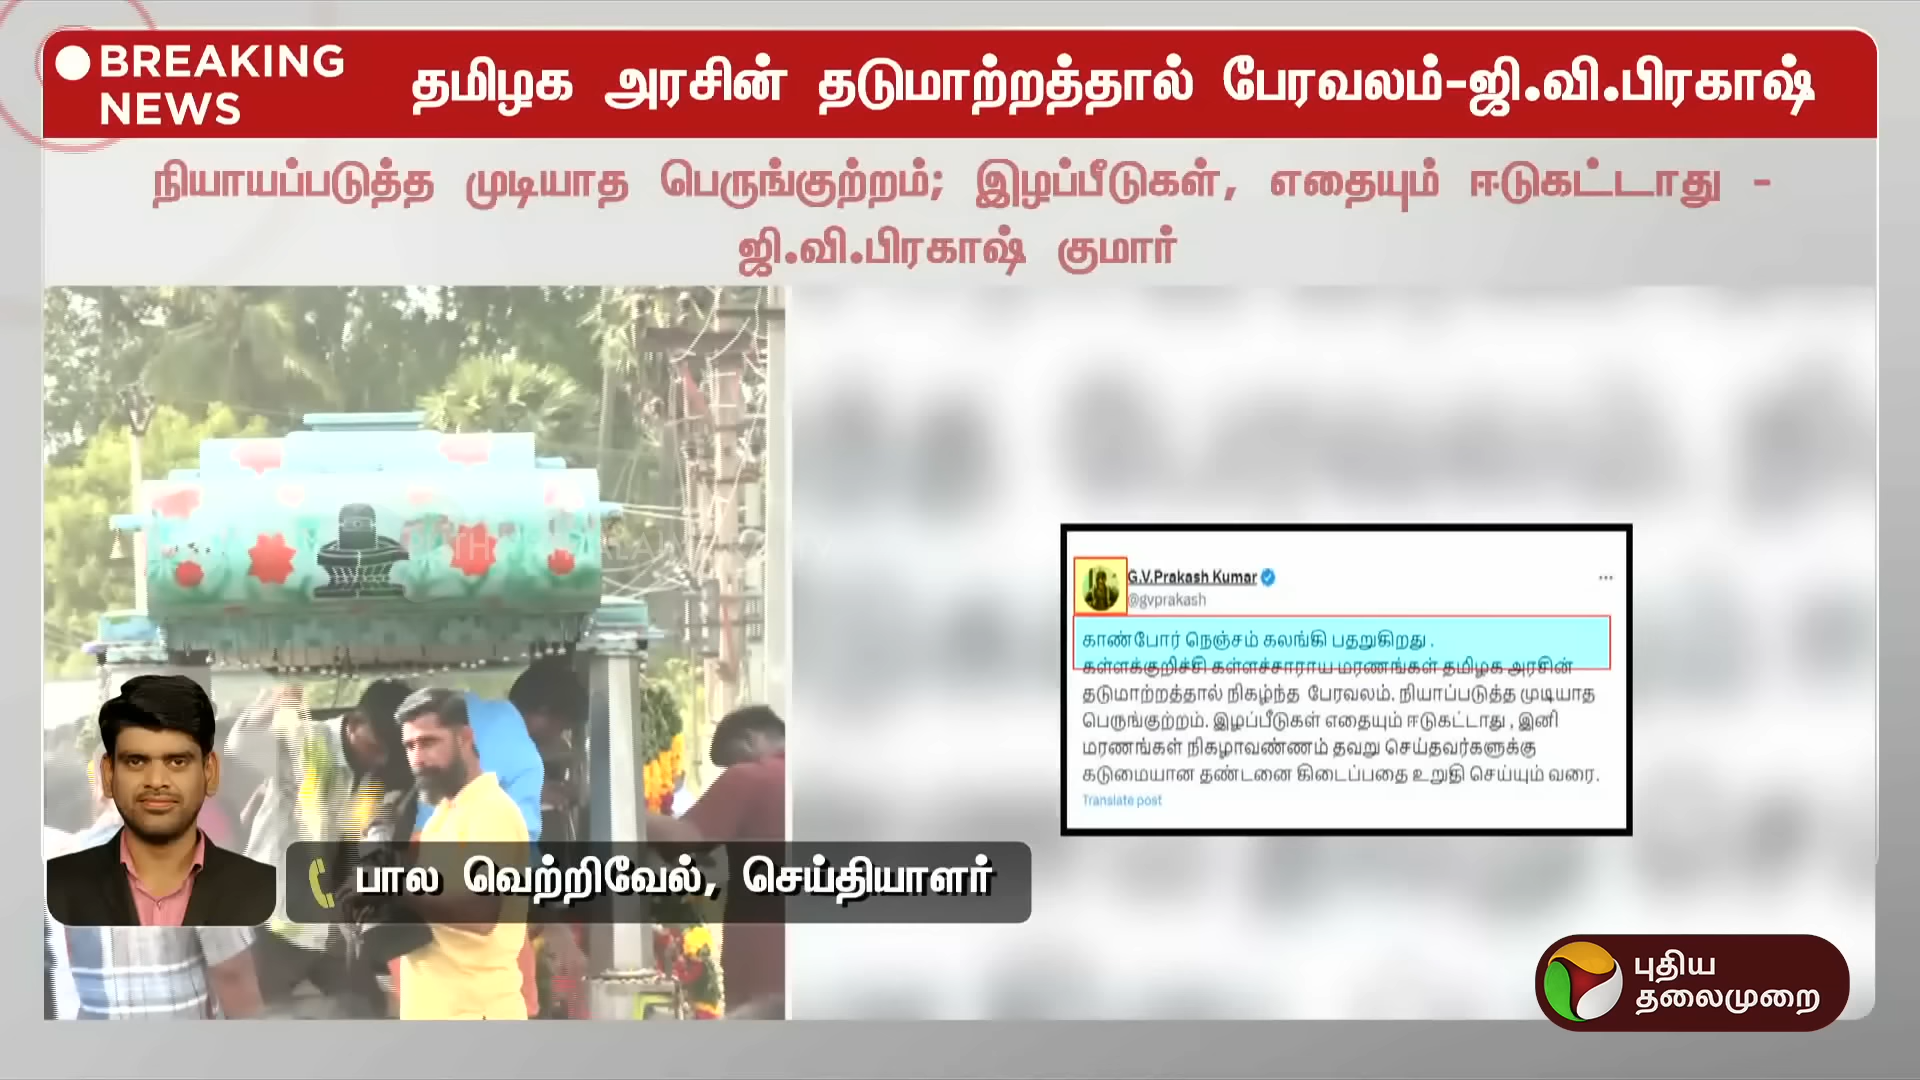 BREAKING
NEWS
தமிழக அரசின் தடுமாற்றத்தால் பேரவலம்-ஜி.வி.பிரகாஷ்
நியாயப்படுத்த முடியாத பெருங்குற்றம்; இழப்பீடுகள், எதையும் ஈடுகட்டாது -
ஜி.வி.பிரகாஷ் குமார்
G.V.Prakash Kumar
@gvprakash
காண்போர் நெஞ்சம் கலங்கி பதறுகிறது .
கள்ளக்குறிச்சி கள்ளச்சாராய மரணங்கள் தமிழக அரசின்
தடுமாற்றத்தால் நிகழ்ந்த பேரவலம். நியாப்படுத்த முடியாத
பெருங்குற்றம். இழப்பீடுகள் எதையும் ஈடுகட்டாது , இனி
மரணங்கள் நிகழாவண்ணம் தவறு செய்தவர்களுக்கு
கடுமையான தண்டனை கிடைப்பதை உறுதி செய்யும் வரை.
Translate post
பால வெற்றிவேல், செய்தியாளர்
புதிய
தலைமுறை